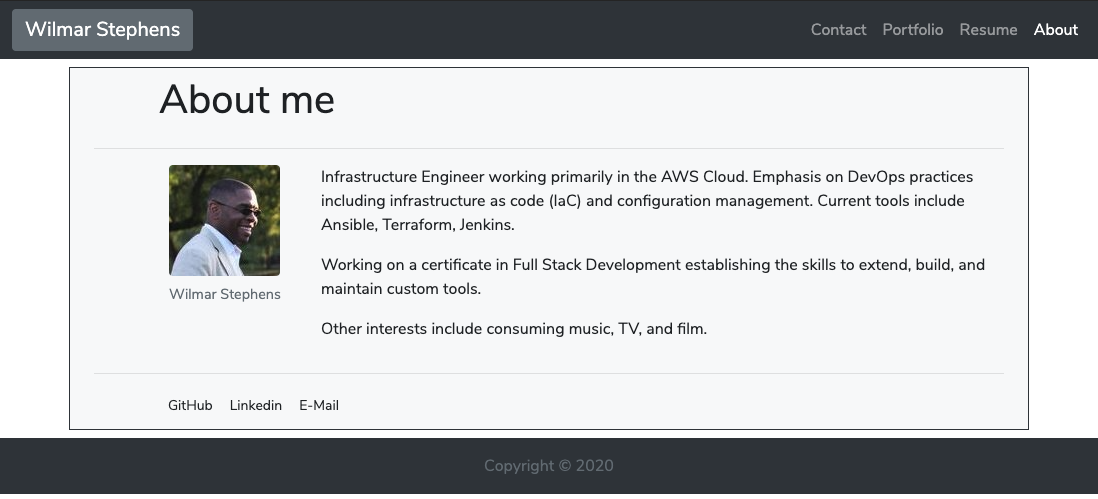 Wilmar Stephens
Contact Portfolio Resume About
About me
Infrastructure Engineer working primarily in the AWS Cloud. Emphasis on DevOps practices
including infrastructure as code (IaC) and configuration management. Current tools include
Ansible, Terraform, Jenkins.
Working on a certificate in Full Stack Development establishing the skills to extend, build, and
maintain custom tools.
Other interests include consuming music, TV, and film.
Wilmar Stephens
GitHub Linkedin E-Mail
Copyright © 2020